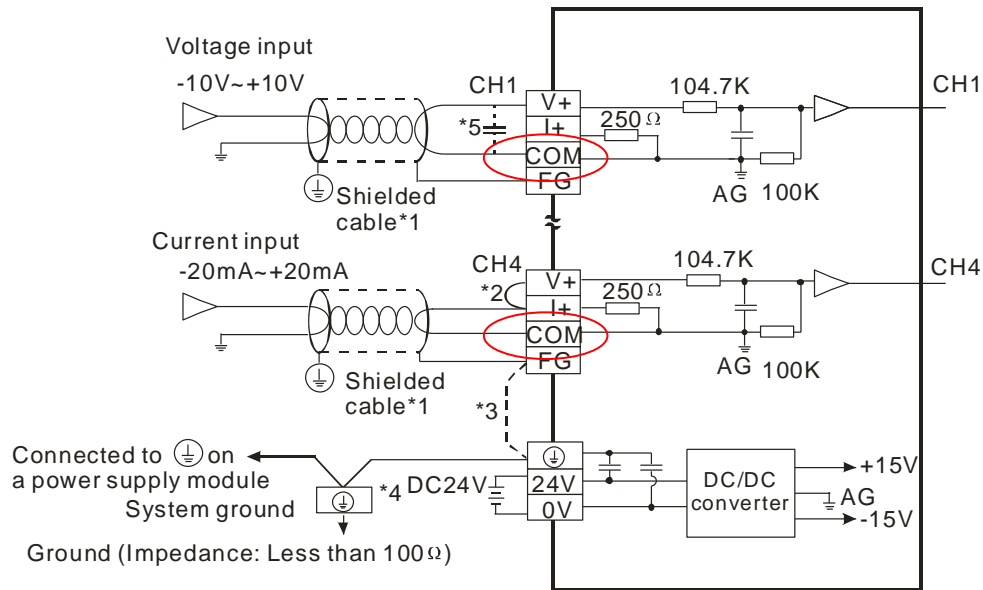 Voltage input
-10V~+10V
CH1
*5
V+
I+
COM
FG
104.7K
250Ω
AG
100K
CH1
Shielded
cable*1
Current input
-20mA~+20mA
CH4
*2
V+
I+
COM
FG
104.7K
250Ω
AG
100K
CH4
Shielded
cable*1
*3
Connected to ⏚ on
a power supply module
System ground
*4
DC24V
24V
0V
DC/DC
converter
+15V
AG
-15V
Ground (Impedance: Less than 100Ω)